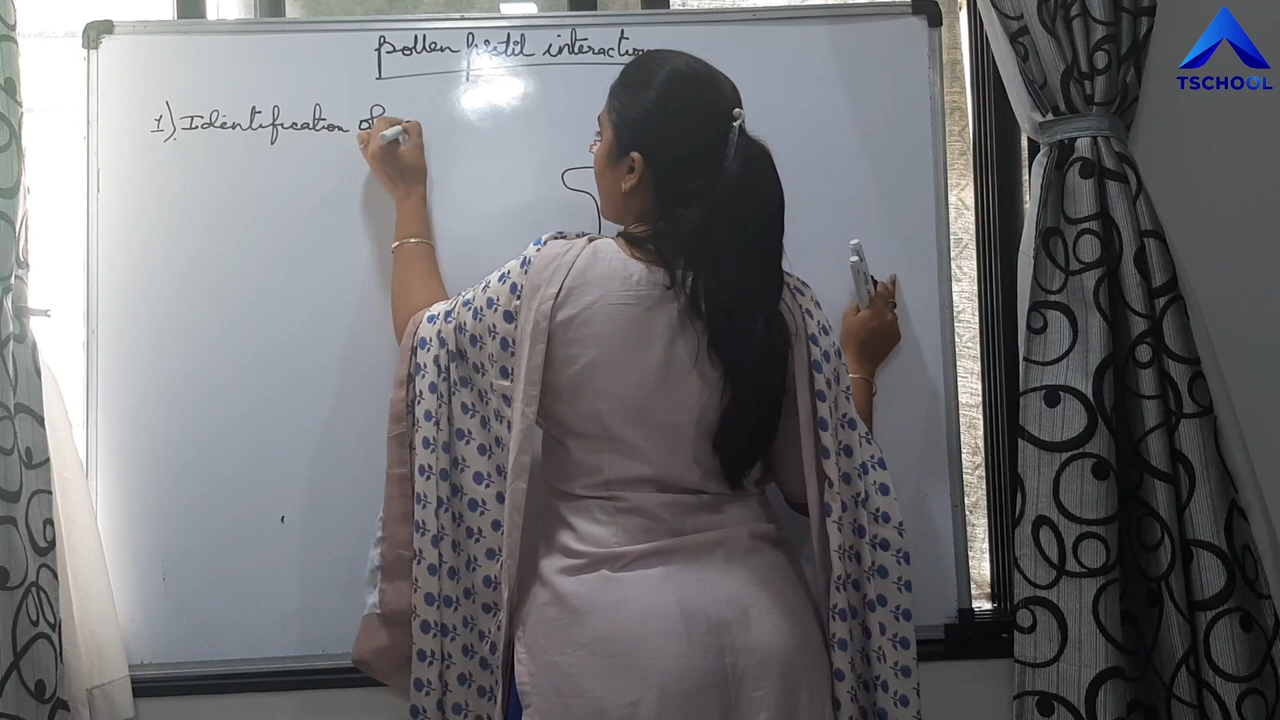 pollen pistil interaction
TSCHOOL
1) Identification of